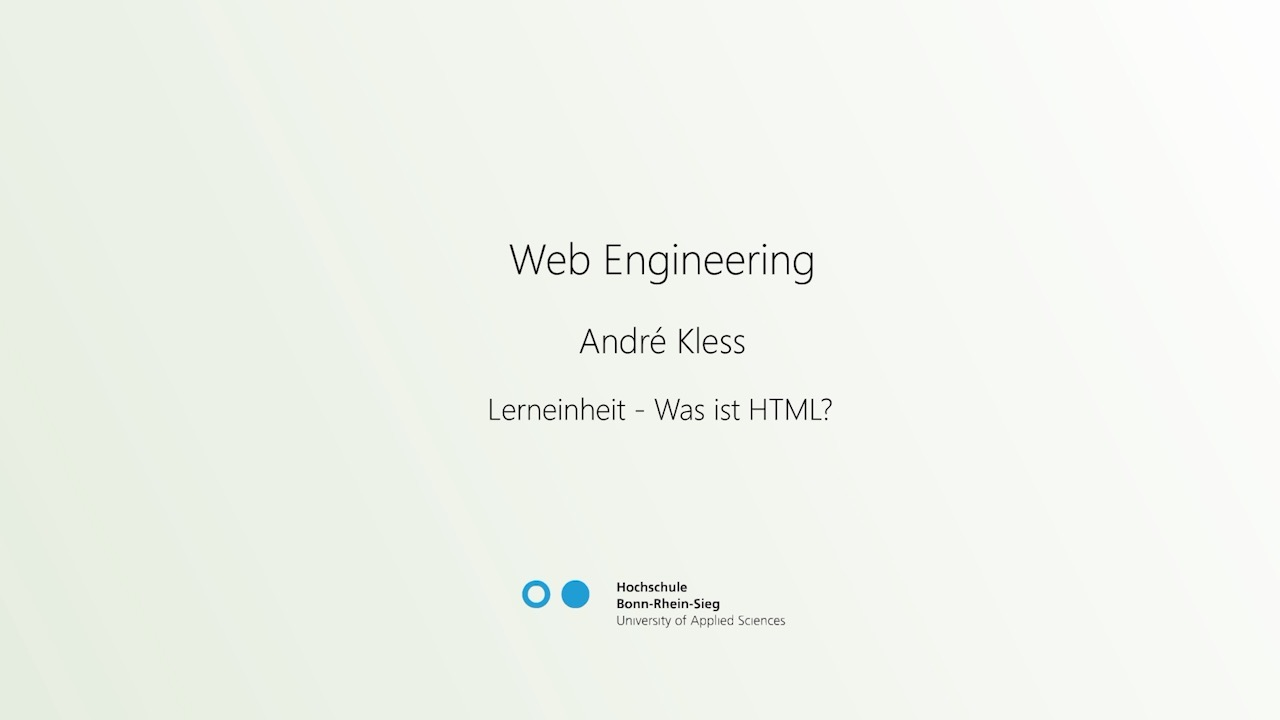 Web Engineering
André Kless
Lerneinheit - Was ist HTML?
Hochschule
Bonn-Rhein-Sieg
University of Applied Sciences